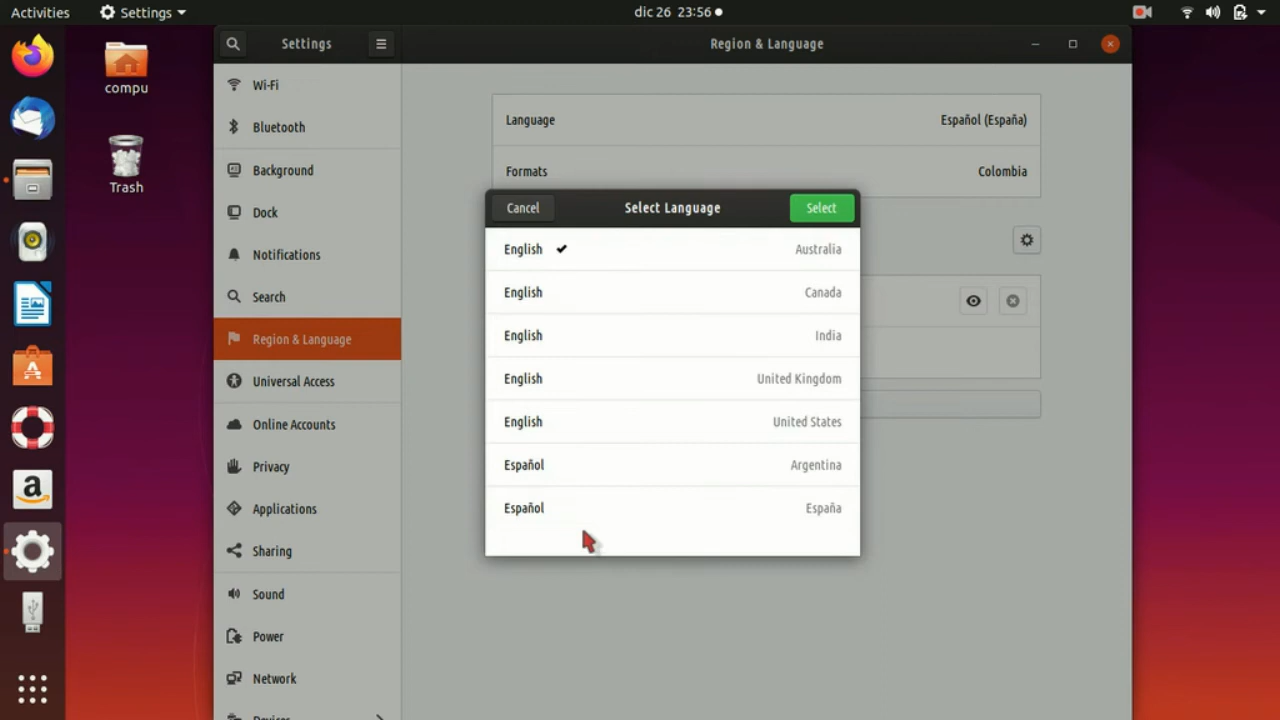 Activities
Settings
dic 26 23:56
compu
Trash
a
Settings
Region & Language
Wi-Fi
Bluetooth
Background
Dock
Notifications
Search
Region & Language
Universal Access
Online Accounts
Privacy
Applications
Sharing
Sound
Power
Network
Devices
Language Español (España)
Formats Colombia
Cancel Select Language Select
English Australia
English Canada
English India
English United Kingdom
English United States
Español Argentina
Español España